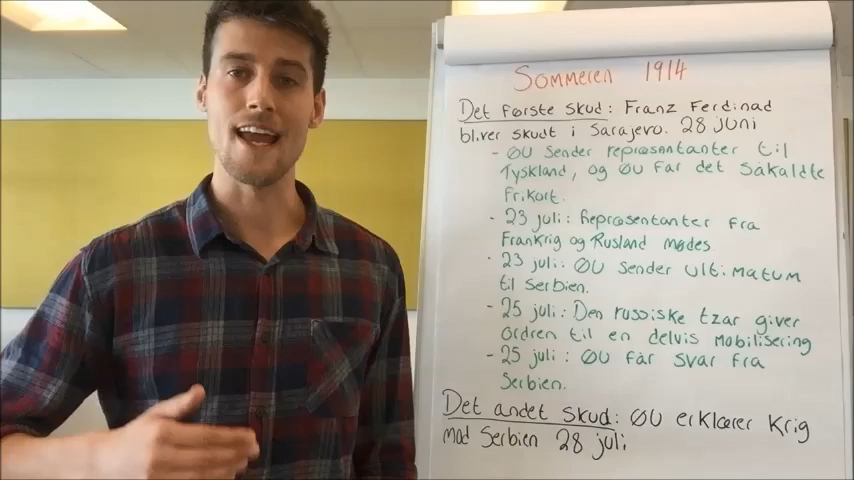 Sommeren 1914
Det første skud: Franz Ferdinad
bliver skudt i Sarajevo. 28 juni
- ØU sender repræsentanter til
Tyskland, og ØU får det såkaldte
frikort.
- 23 juli: Repræsentanter fra
Frankrig og Rusland mødes
- 23 juli: ØU sender ultimatum
til Serbien.
- 25 juli: Den russiske tzar giver
ordren til en delvis mobilisering
- 25 juli: ØU får svar fra
Serbien.
Det andet skud: ØU erklærer krig
mod Serbien 28 juli